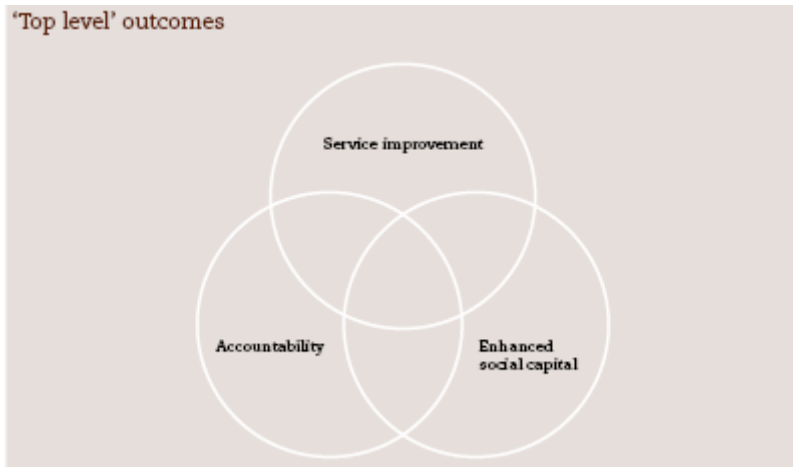 ‘Top level’ outcomes
Service improvement
Accountability
Enhanced
social capital